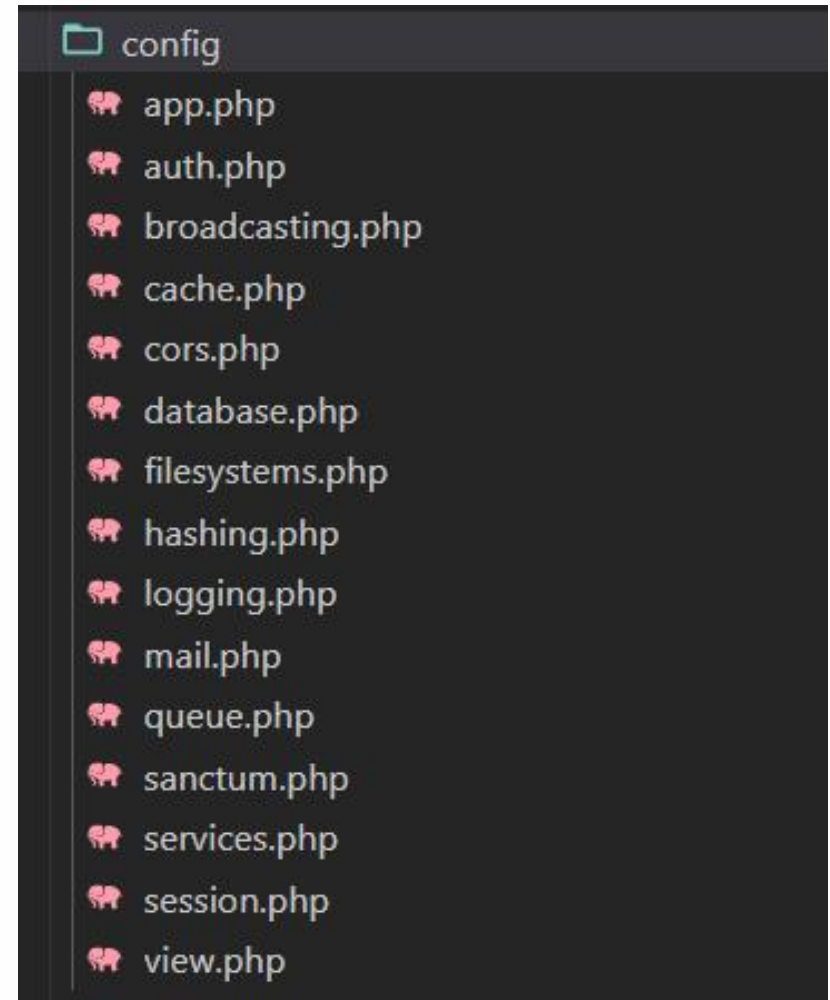 config
app.php
auth.php
broadcasting.php
cache.php
cors.php
database.php
filesystems.php
hashing.php
logging.php
mail.php
queue.php
sanctum.php
services.php
session.php
view.php